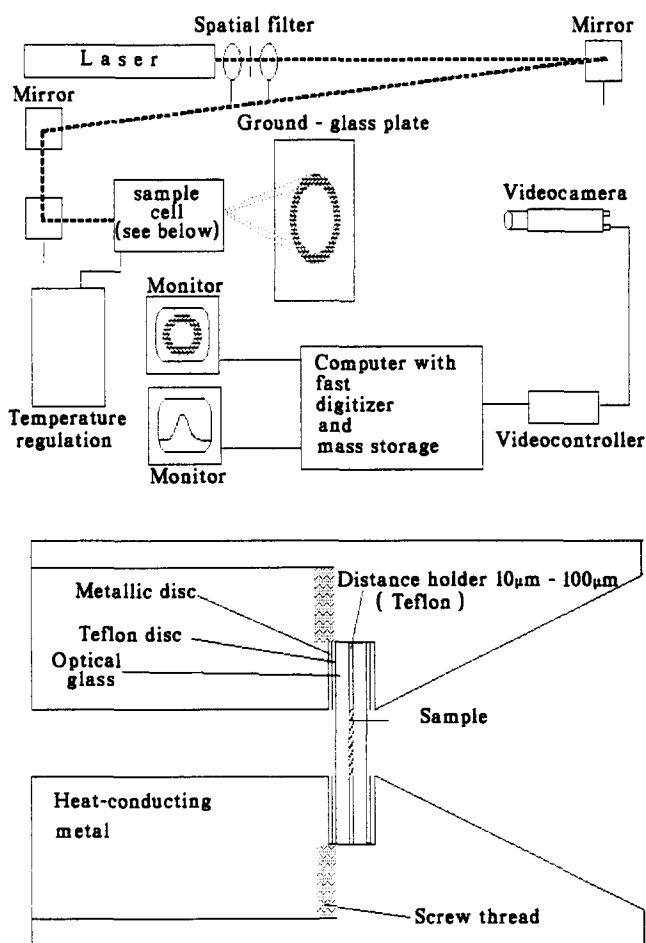 Spatial filter
Mirror
Laser
Mirror
Ground - glass plate
sample
cell
(see below)
Videocamera
Monitor
Computer with
fast
digitizer
and
mass storage
Temperature
regulation
Monitor
Videocontroller
Metallic disc
Distance holder 10μm - 100μm
( Teflon )
Teflon disc
Optical
glass
Sample
Heat-conducting
metal
Screw thread